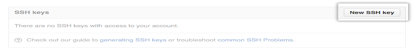 SSH keys
New SSH key
There are no SSH keys with access to your account.
Check out our guide to generating SSH keys or troubleshoot common SSH Problems.